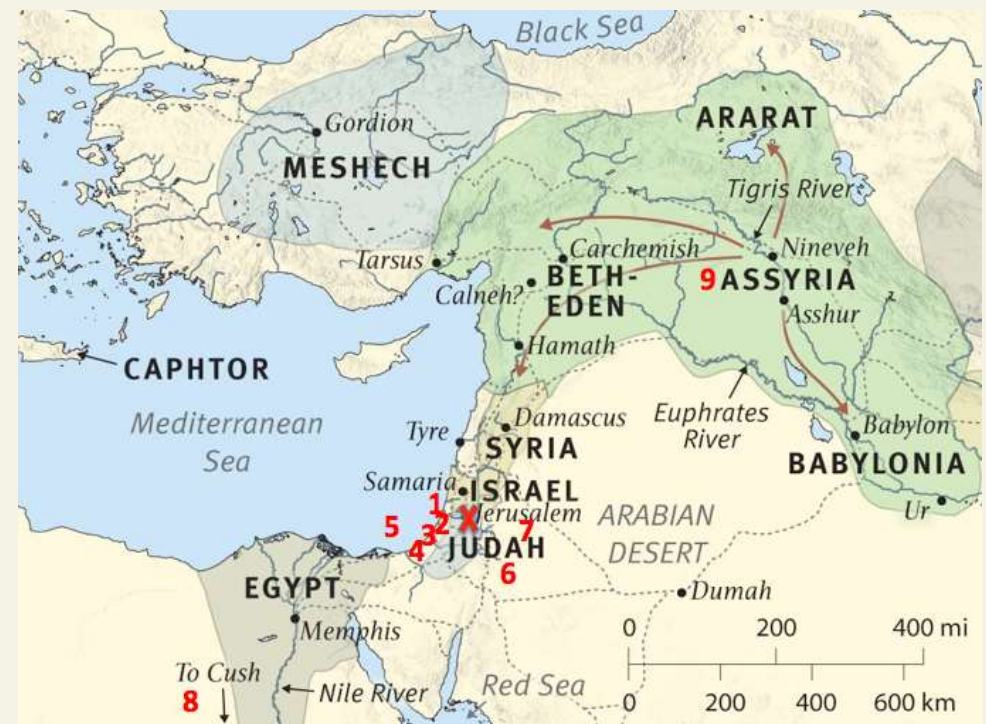 Black Sea
ARARAT
Gordion
MESHECH
Tigris River
Tarsus
Carchemish
Nineveh
BETH-
EDEN
9 ASSYRIA
Calneh?
Asshur
Hamath
CAPHTOR
Mediterranean
Sea
Damascus
Euphrates
River
Babylon
Tyre
SYRIA
BABYLONIA
Samaria
ISRAEL
Ur
1
X
Jerusalem
ARABIAN
DESERT
5
2
7
3
4
JUDAH
6
EGYPT
Dumah
Memphis
0 200 400 mi
To Cush
8
Nile River
Red Sea
0 200 400 600 km